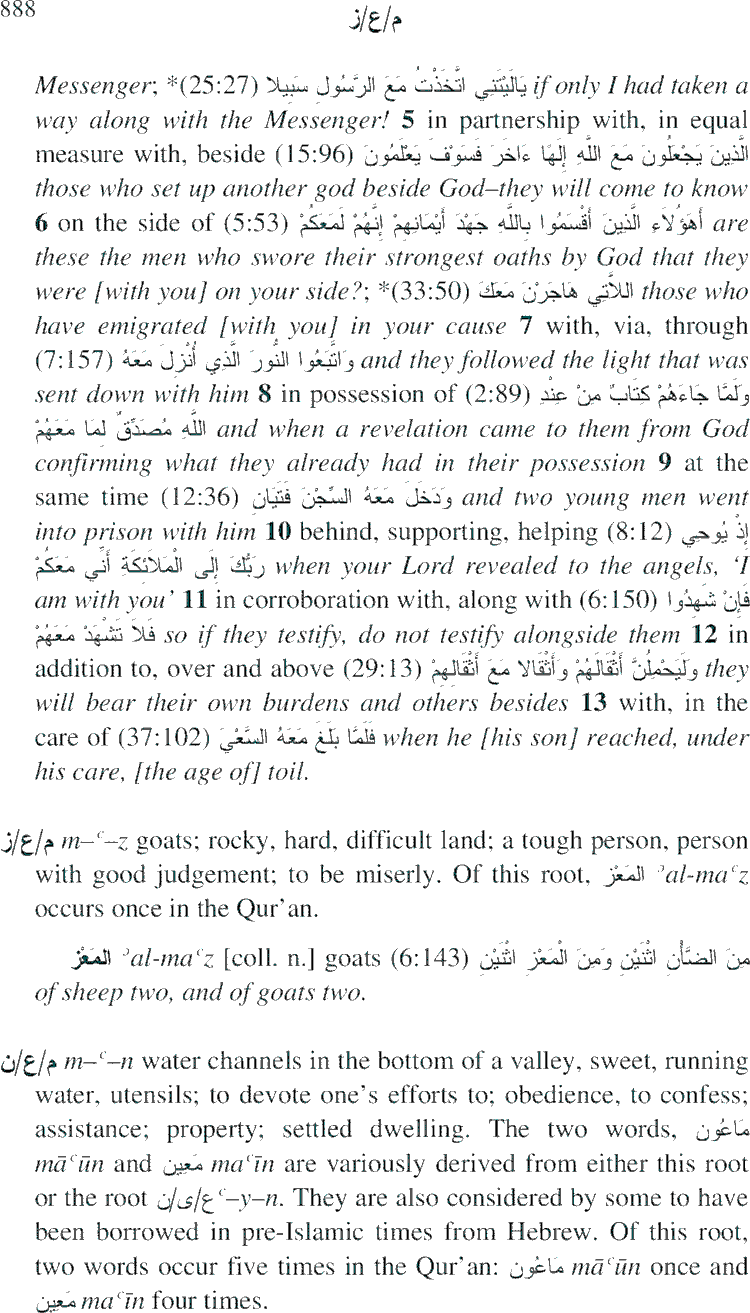 888
م/ع/ز
Messenger; *(25:27) يَالَيْتَنِي اتَّخَذْتُ مَعَ الرَّسُولِ سَبِيلا if only I had taken a
way along with the Messenger! 5 in partnership with, in equal
measure with, beside (15:96) الَّذِينَ يَجْعَلُونَ مَعَ اللَّهِ إِلَهًا ءَاخَرَ فَسَوْفَ يَعْلَمُونَ
those who set up another god beside God–they will come to know
6 on the side of (5:53) أَهَؤُلَاءِ الَّذِينَ أَقْسَمُوا بِاللَّهِ جَهْدَ أَيْمَانِهِمْ إِنَّهُمْ لَمَعَكُمْ are
these the men who swore their strongest oaths by God that they
were [with you] on your side?; *(33:50) اللَّاتِي هَاجَرْنَ مَعَكَ those who
have emigrated [with you] in your cause 7 with, via, through
(7:157) وَاتَّبَعُوا النُّورَ الَّذِي أُنْزِلَ مَعَهُ and they followed the light that was
sent down with him 8 in possession of (2:89) وَلَمَّا جَاءَهُمْ كِتَابٌ مِنْ عِنْدِ
اللَّهِ مُصَدِّقٌ لِمَا مَعَهُمْ and when a revelation came to them from God
confirming what they already had in their possession 9 at the
same time (12:36) وَدَخَلَ مَعَهُ السِّجْنَ فَتَيَانِ and two young men went
into prison with him 10 behind, supporting, helping (8:12) إِذْ يُوحِي
رَبُّكَ إِلَى الْمَلَائِكَةِ أَنِّي مَعَكُمْ when your Lord revealed to the angels, ‘I
am with you’ 11 in corroboration with, along with (6:150) فَإِنْ شَهِدُوا
فَلَا تَشْهَدْ مَعَهُمْ so if they testify, do not testify alongside them 12 in
addition to, over and above (29:13) وَلَيَحْمِلُنَّ أَثْقَالَهُمْ وَأَثْقَالا مَعَ أَثْقَالِهِمْ they
will bear their own burdens and others besides 13 with, in the
care of (37:102) فَلَمَّا بَلَغَ مَعَهُ السَّعْيَ when he [his son] reached, under
his care, [the age of] toil.
م/ع/ز m–ʿ–z goats; rocky, hard, difficult land; a tough person, person
with good judgement; to be miserly. Of this root, المَعْز ʾal-maʿz
occurs once in the Qur’an.
المَعْز ʾal-maʿz [coll. n.] goats (6:143) مِنَ الضَّأْنِ اثْنَيْنِ وَمِنَ الْمَعْزِ اثْنَيْنِ
of sheep two, and of goats two.
م/ع/ن m–ʿ–n water channels in the bottom of a valley, sweet, running
water, utensils; to devote one’s efforts to; obedience, to confess;
assistance; property; settled dwelling. The two words, مَاعُون
māʿūn and مَعِين maʿīn are variously derived from either this root
or the root ع/ى/ن ʿ–y–n. They are also considered by some to have
been borrowed in pre-Islamic times from Hebrew. Of this root,
two words occur five times in the Qur’an: مَاعُون māʿūn once and
مَعِين maʿīn four times.